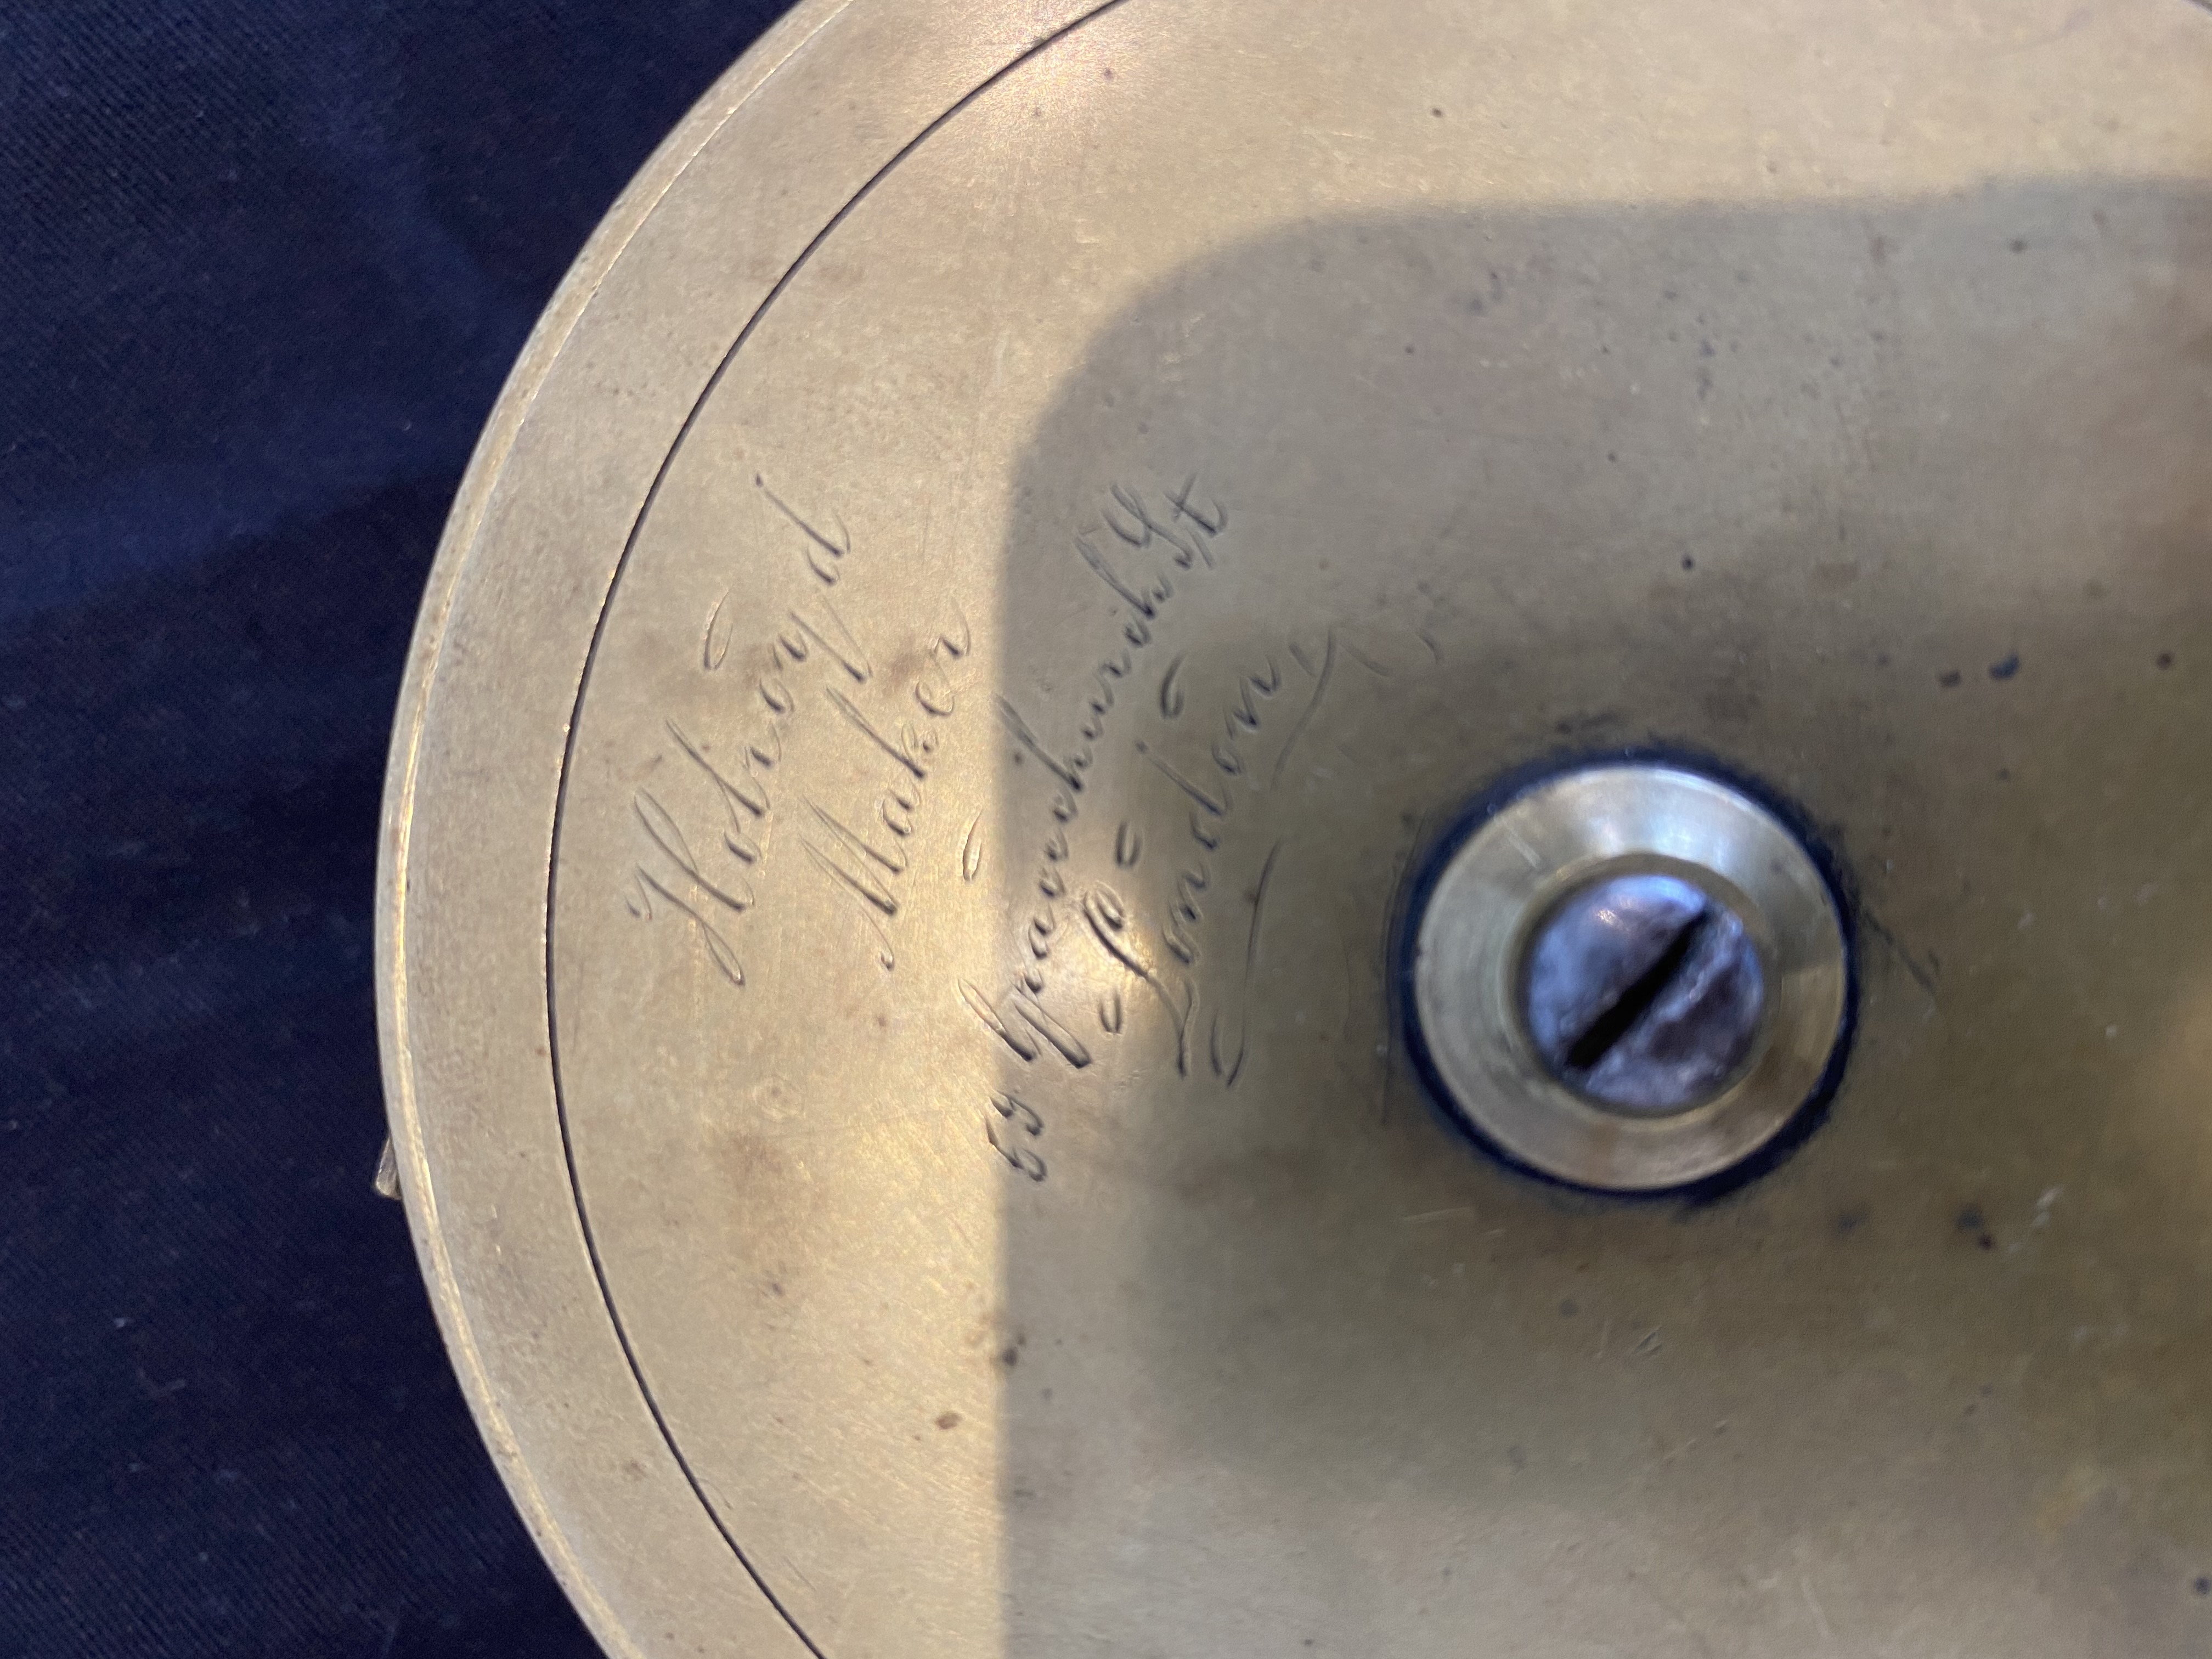 Holroyd
Maker
59 Gracechurch St
London